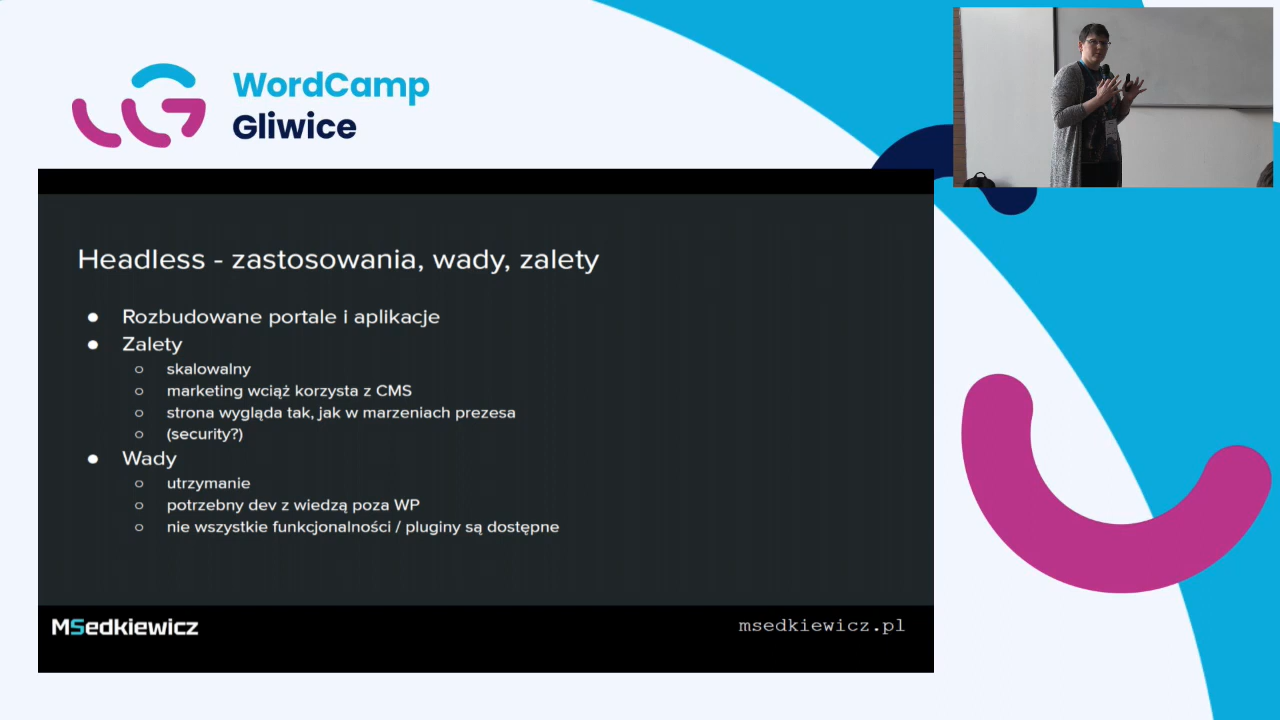 WordCamp
Gliwice
Headless - zastosowania, wady, zalety
● Rozbudowane portale i aplikacje
● Zalety
○ skalowalny
○ marketing wciąż korzysta z CMS
○ strona wygląda tak, jak w marzeniach prezesa
○ (security?)
● Wady
○ utrzymanie
○ potrzebny dev z wiedzą poza WP
○ nie wszystkie funkcjonalności / pluginy są dostępne
MSedkiewicz
msedkiewicz.pl